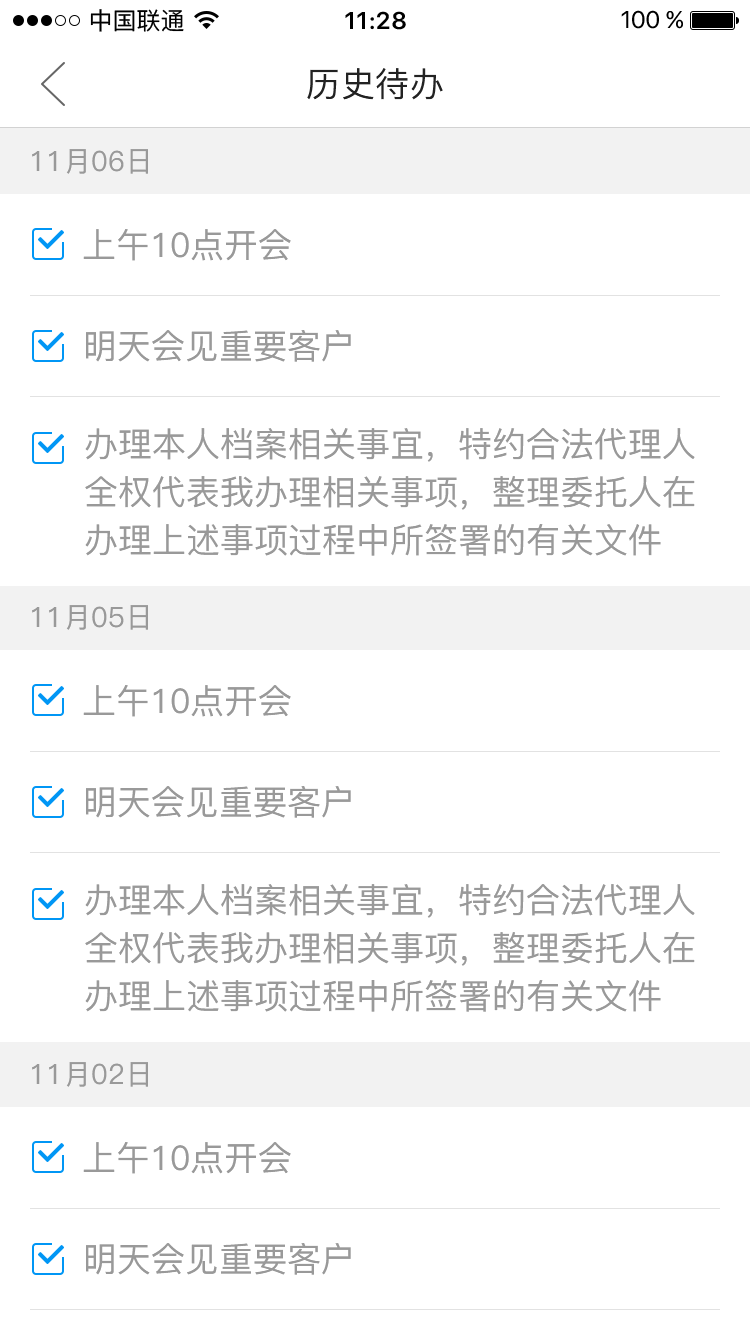 中国联通 11:28 100 %
历史待办
11月06日
上午10点开会
明天会见重要客户
办理本人档案相关事宜，特约合法代理人
全权代表我办理相关事项，整理委托人在
办理上述事项过程中所签署的有关文件
11月05日
上午10点开会
明天会见重要客户
办理本人档案相关事宜，特约合法代理人
全权代表我办理相关事项，整理委托人在
办理上述事项过程中所签署的有关文件
11月02日
上午10点开会
明天会见重要客户